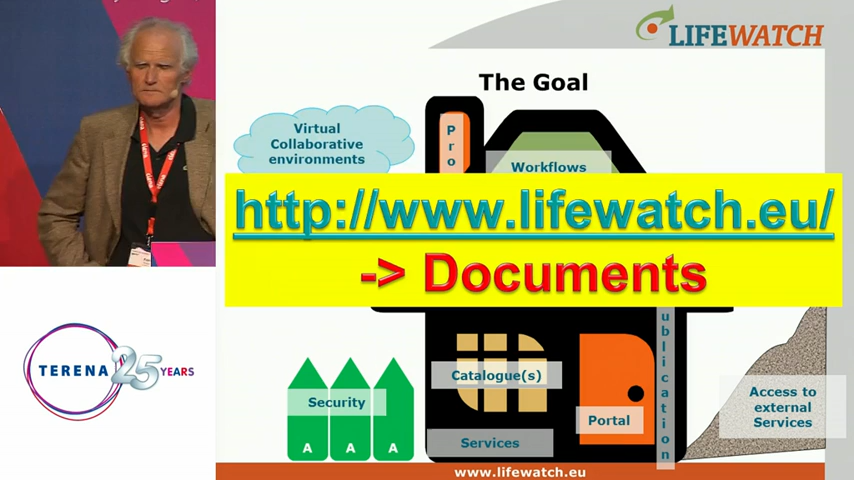 LIFEWATCH
The Goal
Virtual
Collaborative
environments
Pro
Workflows
http://www.lifewatch.eu/
-> Documents
ublication
Catalogue(s)
Security
Portal
Access to
external
Services
A A A
Services
www.lifewatch.eu
TERENA 25 YEARS